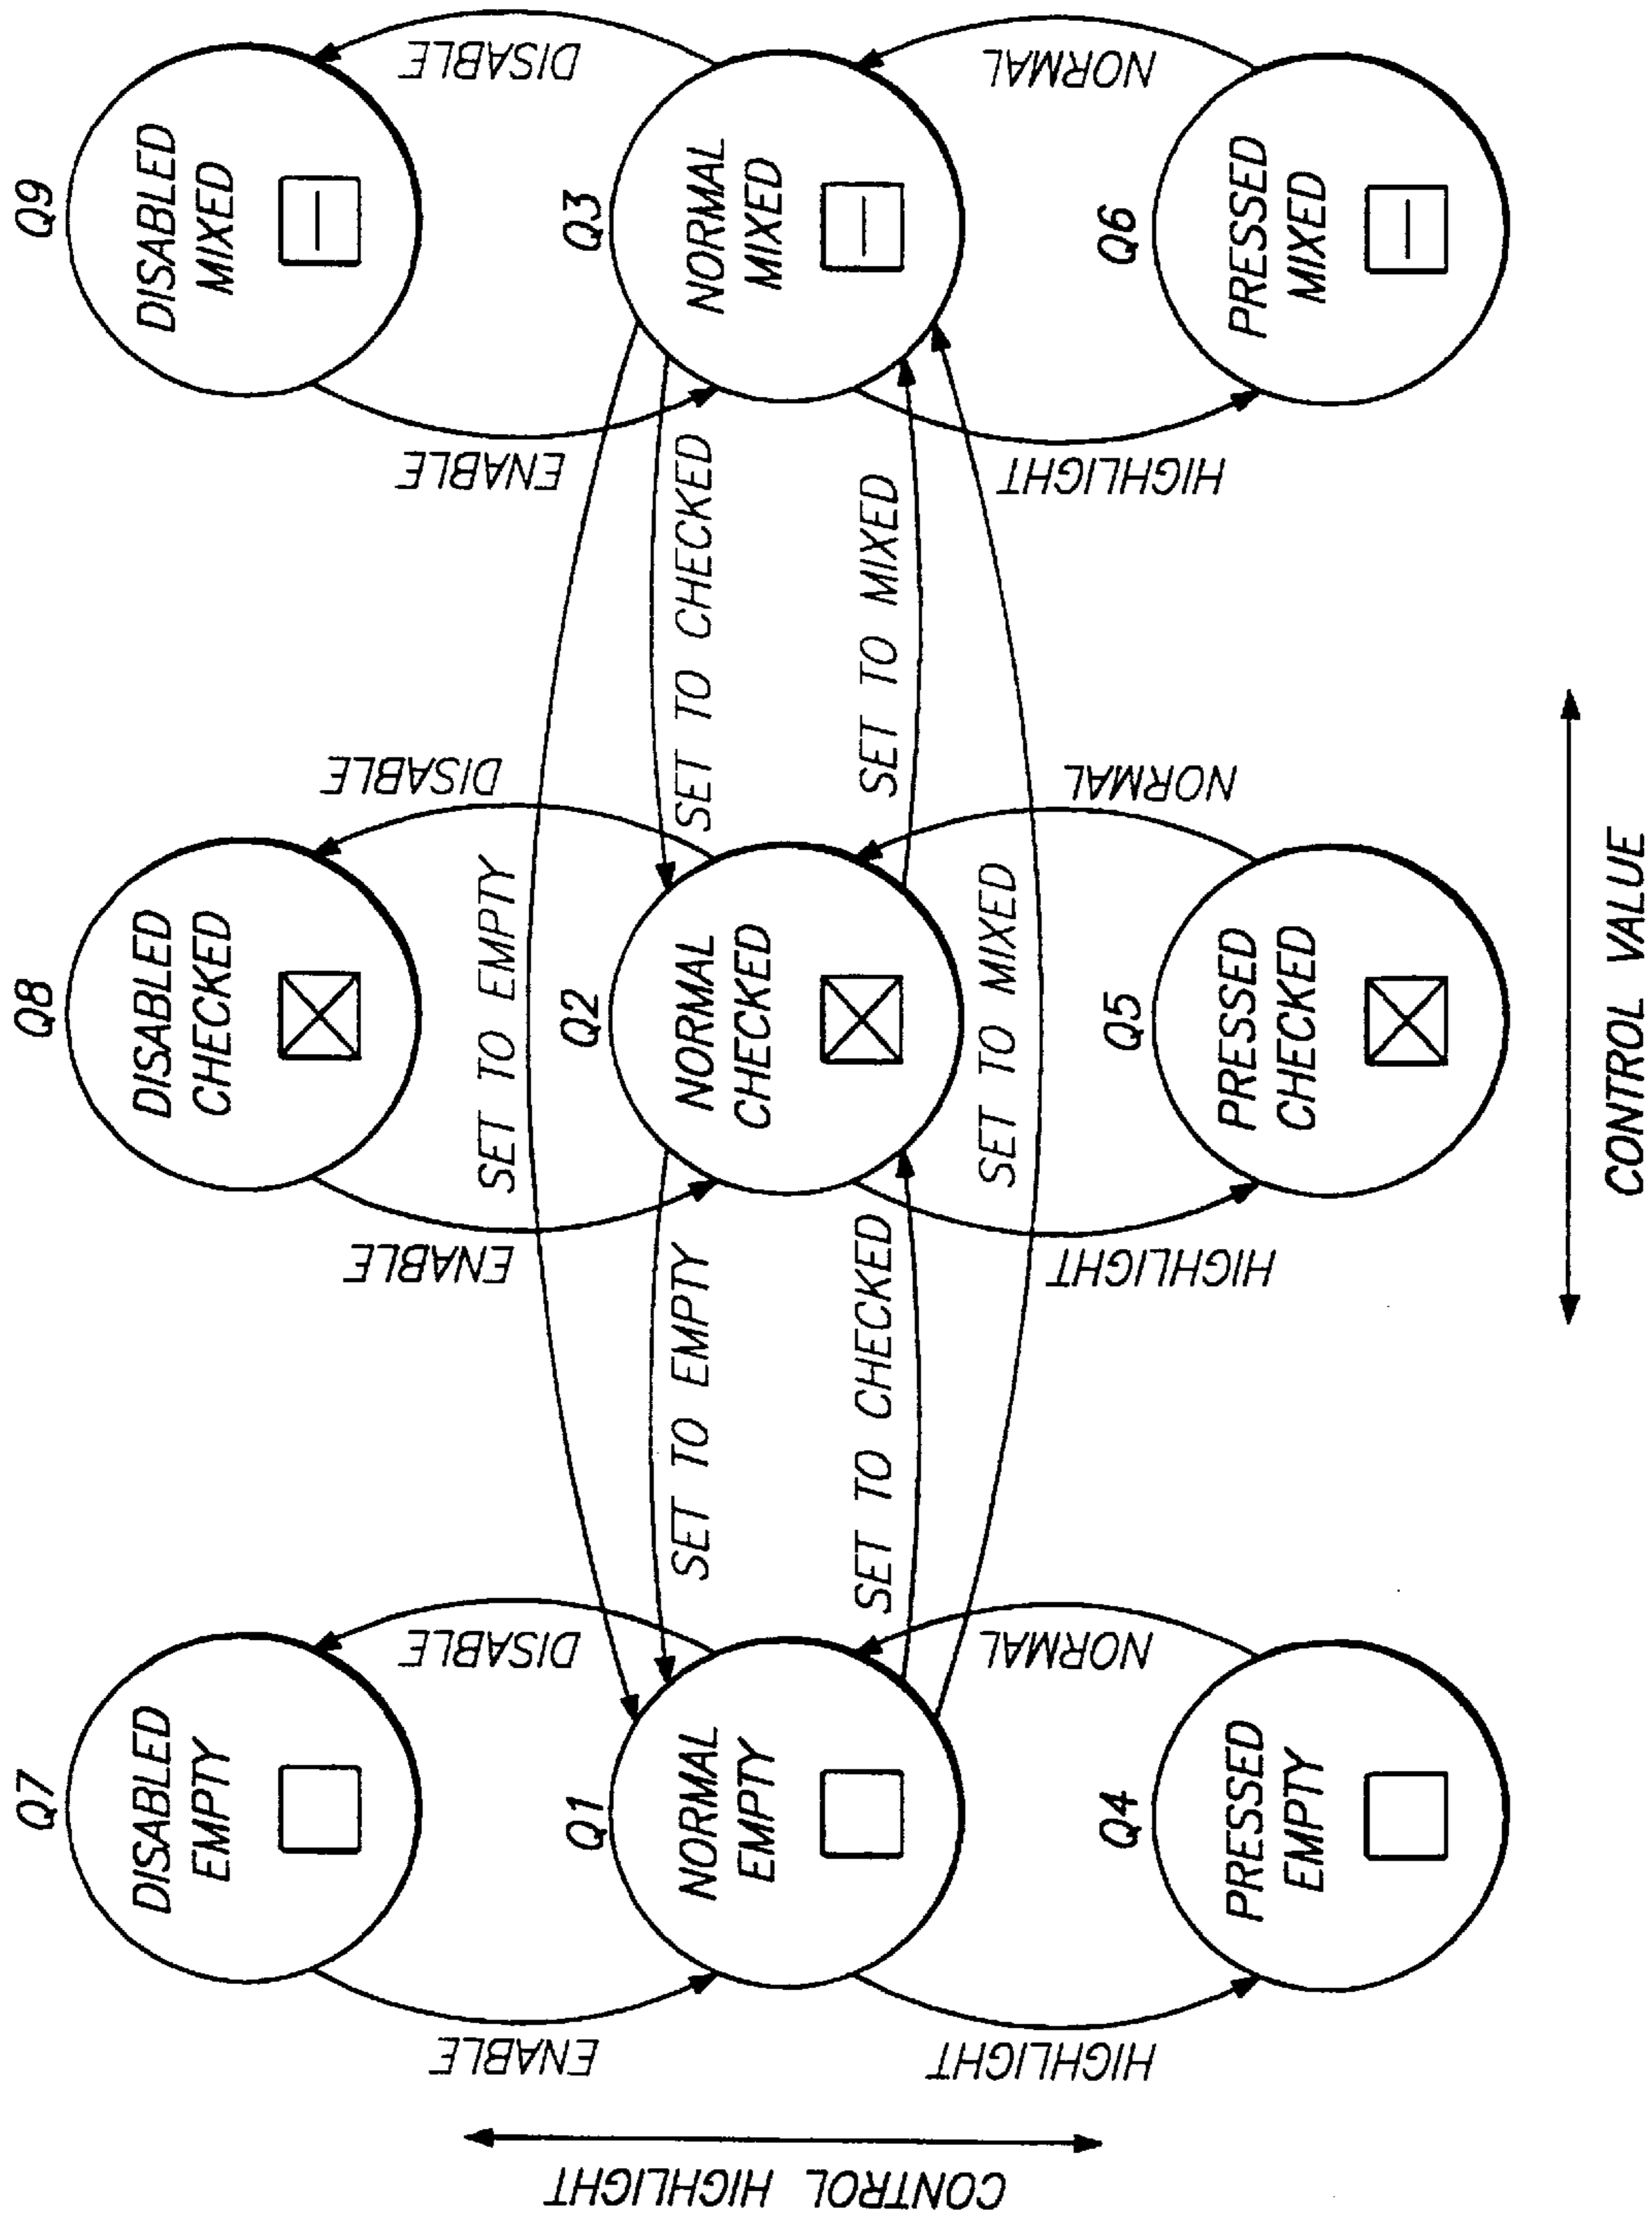 Q7
DISABLED
EMPTY
Q8
DISABLED
CHECKED
Q9
DISABLED
MIXED
ENABLE
DISABLE
ENABLE
DISABLE
ENABLE
DISABLE
SET TO EMPTY
Q1
NORMAL
EMPTY
Q2
NORMAL
CHECKED
Q3
NORMAL
MIXED
SET TO EMPTY
SET TO CHECKED
SET TO CHECKED
SET TO MIXED
SET TO MIXED
HIGHLIGHT
NORMAL
HIGHLIGHT
NORMAL
HIGHLIGHT
NORMAL
Q4
PRESSED
EMPTY
Q5
PRESSED
CHECKED
Q6
PRESSED
MIXED
CONTROL HIGHLIGHT
CONTROL VALUE